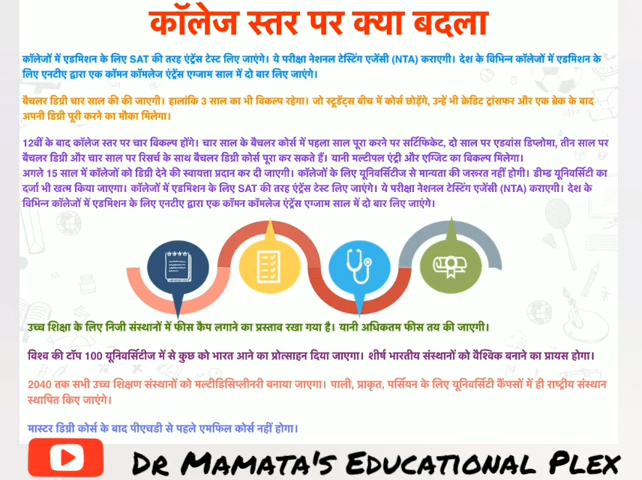 कॉलेज स्तर पर क्या बदला
कॉलेजों में एडमिशन के लिए SAT की तरह एंट्रेंस टेस्ट लिए जाएंगे। ये परीक्षा नेशनल टेस्टिंग एजेंसी (NTA) कराएगी। देश के विभिन्न कॉलेजों में एडमिशन के
लिए एनटीए द्वारा एक कॉमन कॉमलेज एंट्रेंस एग्जाम साल में दो बार लिए जाएंगे।
बैचलर डिग्री चार साल की की जाएगी। हालांकि 3 साल का भी विकल्प रहेगा। जो स्टूडेंट्स बीच में कोर्स छोड़ेंगे, उन्हें भी क्रेडिट ट्रांसफर और एक ब्रेक के बाद
अपनी डिग्री पूरी करने का मौका मिलेगा।
12वीं के बाद कॉलेज स्तर पर चार विकल्प होंगे। चार साल के बैचलर कोर्स में पहला साल पूरा करने पर सर्टिफिकेट, दो साल पर एडवांस डिप्लोमा, तीन साल पर
बैचलर डिग्री और चार साल पर रिसर्च के साथ बैचलर डिग्री कोर्स पूरा कर सकते हैं। यानी मल्टीपल एंट्री और एग्जिट का विकल्प मिलेगा।
अगले 15 साल में कॉलेजों को डिग्री देने की स्वायत्ता प्रदान कर दी जाएगी। कॉलेजों के लिए यूनिवर्सिटीज से मान्यता की जरूरत नहीं होगी। डीम्ड यूनिवर्सिटी का
दर्जा भी खत्म किया जाएगा। कॉलेजों में एडमिशन के लिए SAT की तरह एंट्रेंस टेस्ट लिए जाएंगे। ये परीक्षा नेशनल टेस्टिंग एजेंसी (NTA) कराएगी। देश के
विभिन्न कॉलेजों में एडमिशन के लिए एनटीए द्वारा एक कॉमन कॉमलेज एंट्रेंस एग्जाम साल में दो बार लिए जाएंगे।
उच्च शिक्षा के लिए निजी संस्थानों में फीस कैप लगाने का प्रस्ताव रखा गया है। यानी अधिकतम फीस तय की जाएगी।
विश्व की टॉप 100 यूनिवर्सिटीज में से कुछ को भारत आने का प्रोत्साहन दिया जाएगा। शीर्ष भारतीय संस्थानों को वैश्विक बनाने का प्रायस होगा।
2040 तक सभी उच्च शिक्षण संस्थानों को मल्टीडिसिप्लीनरी बनाया जाएगा। पाली, प्राकृत, पर्सियन के लिए यूनिवर्सिटी कैंपसों में ही राष्ट्रीय संस्थान
स्थापित किए जाएंगे।
मास्टर डिग्री कोर्स के बाद पीएचडी से पहले एमफिल कोर्स नहीं होगा।
Dr Mamata's Educational Plex